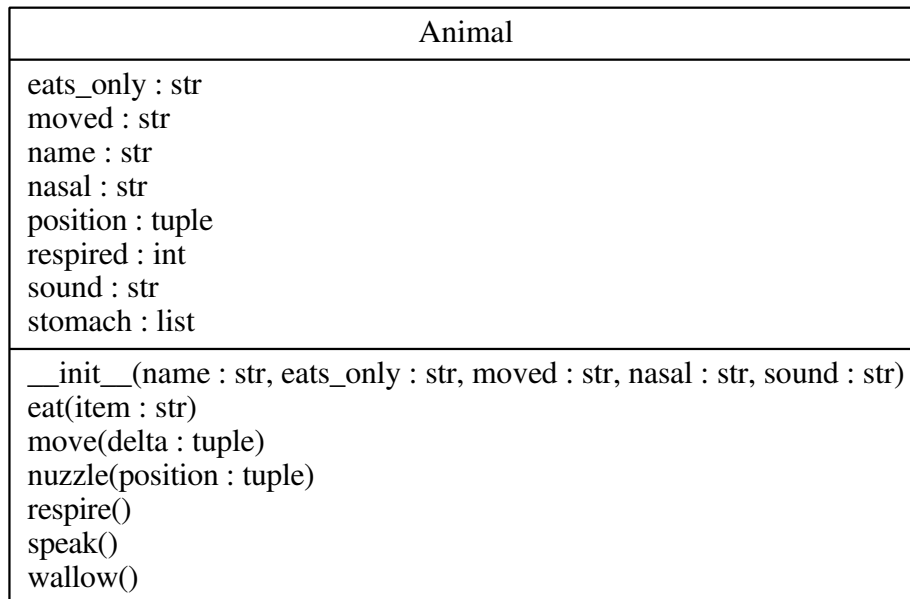 Animal
eats_only : str
moved : str
name : str
nasal : str
position : tuple
respired : int
sound : str
stomach : list
__init__(name : str, eats_only : str, moved : str, nasal : str, sound : str)
eat(item : str)
move(delta : tuple)
nuzzle(position : tuple)
respire()
speak()
wallow()